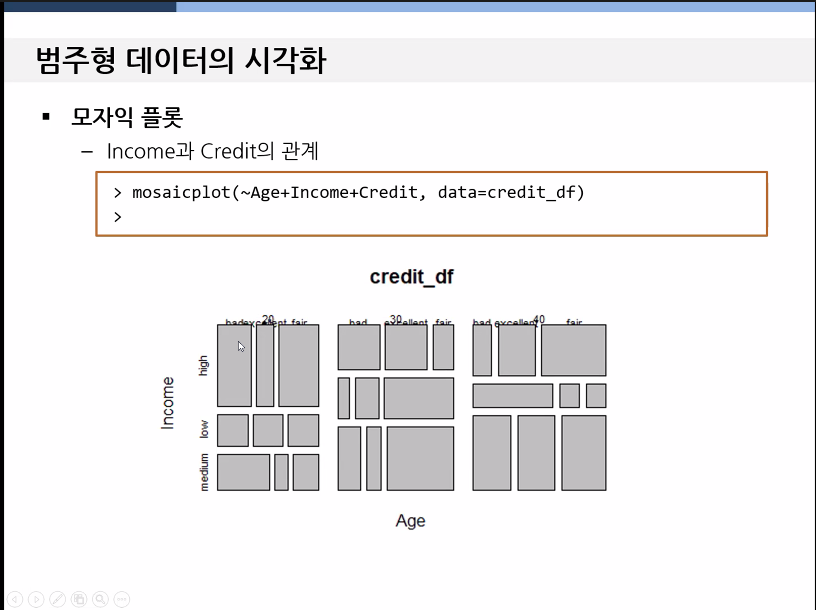 범주형 데이터의 시각화
▪ 모자익 플롯
– Income과 Credit의 관계
> mosaicplot(~Age+Income+Credit, data=credit_df)
>
credit_df
20 30 40
bad excellent fair bad excellent fair bad excellent fair
high
low
medium
Income
Age